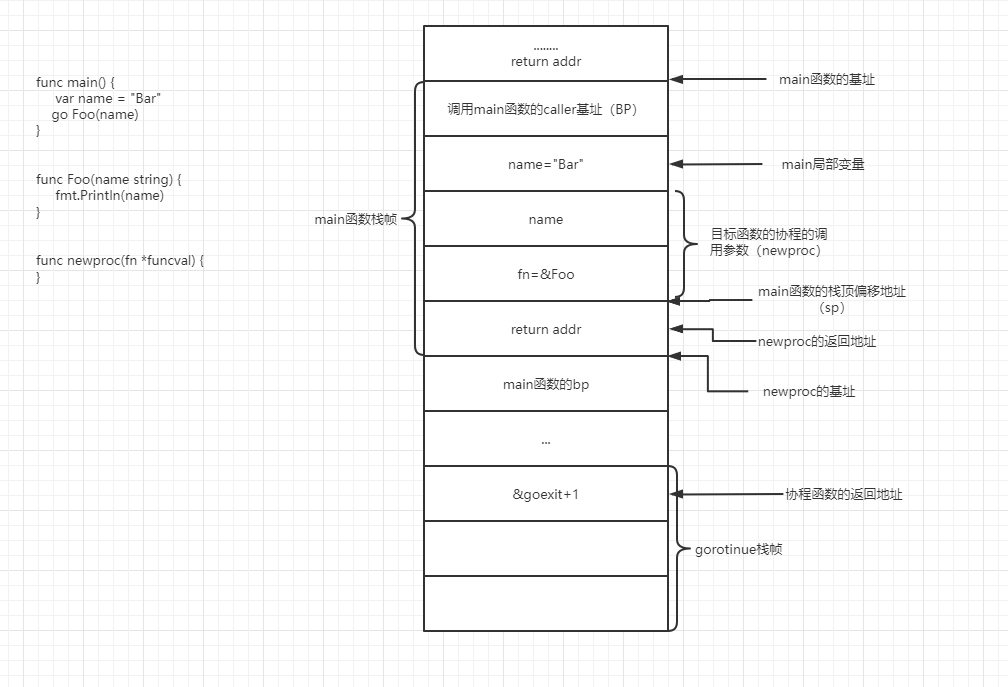 func main() {
var name = "Bar"
go Foo(name)
}
func Foo(name string) {
fmt.Println(name)
}
func newproc(fn *funcval) {
}
main函数栈帧
........
return addr
调用main函数的caller基址（BP）
name="Bar"
name
fn=&Foo
return addr
main函数的bp
...
&goexit+1
main函数的基址
main局部变量
目标函数的协程的调
用参数（newproc）
main函数的栈顶偏移地址
（sp）
newproc的返回地址
newproc的基址
协程函数的返回地址
gorotinue栈帧